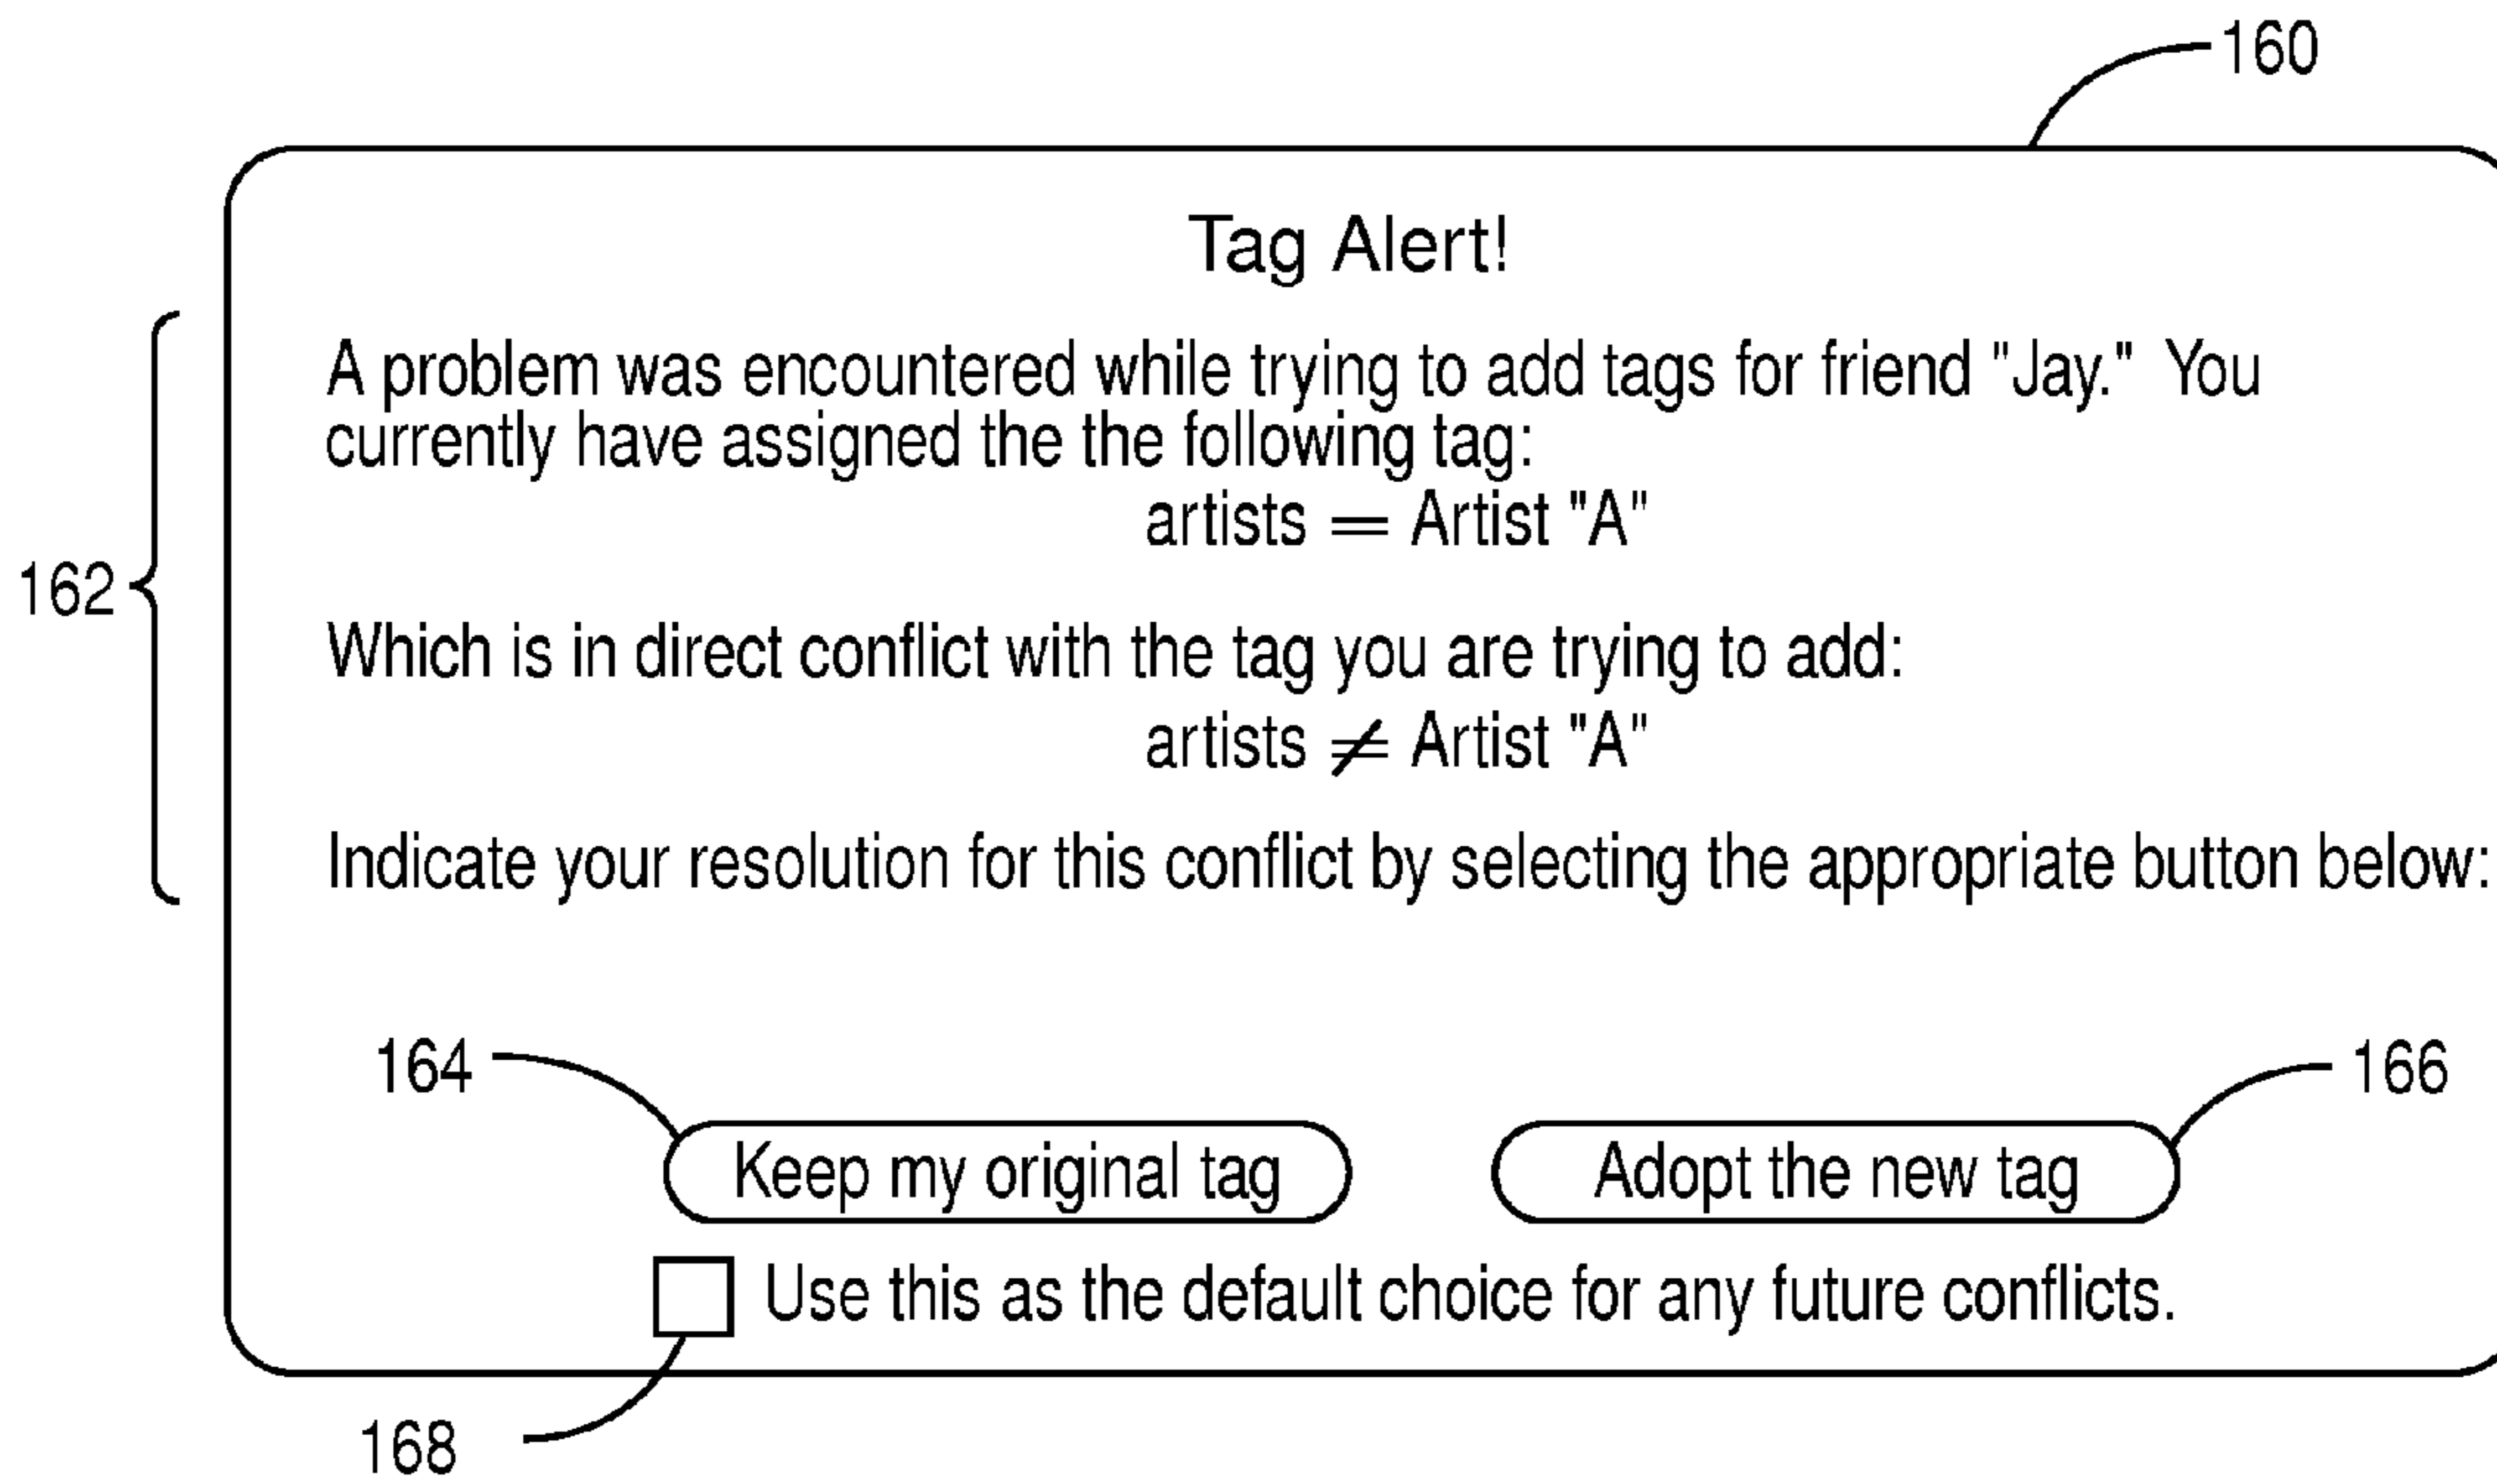 160
Tag Alert!
A problem was encountered while trying to add tags for friend "Jay." You
currently have assigned the the following tag:
artists = Artist "A"
162
Which is in direct conflict with the tag you are trying to add:
artists ≠ Artist "A"
Indicate your resolution for this conflict by selecting the appropriate button below:
164
166
Keep my original tag
Adopt the new tag
Use this as the default choice for any future conflicts.
168